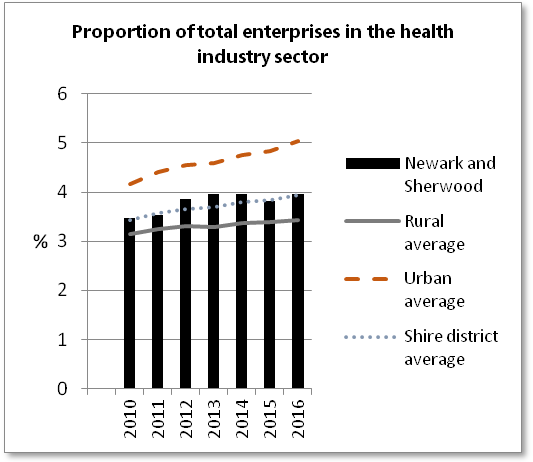 Proportion of total enterprises in the health
industry sector
6
5
4
3
2
1
0
%
2010
2011
2012
2013
2014
2015
2016
Newark and
Sherwood
Rural
average
Urban
average
Shire district
average